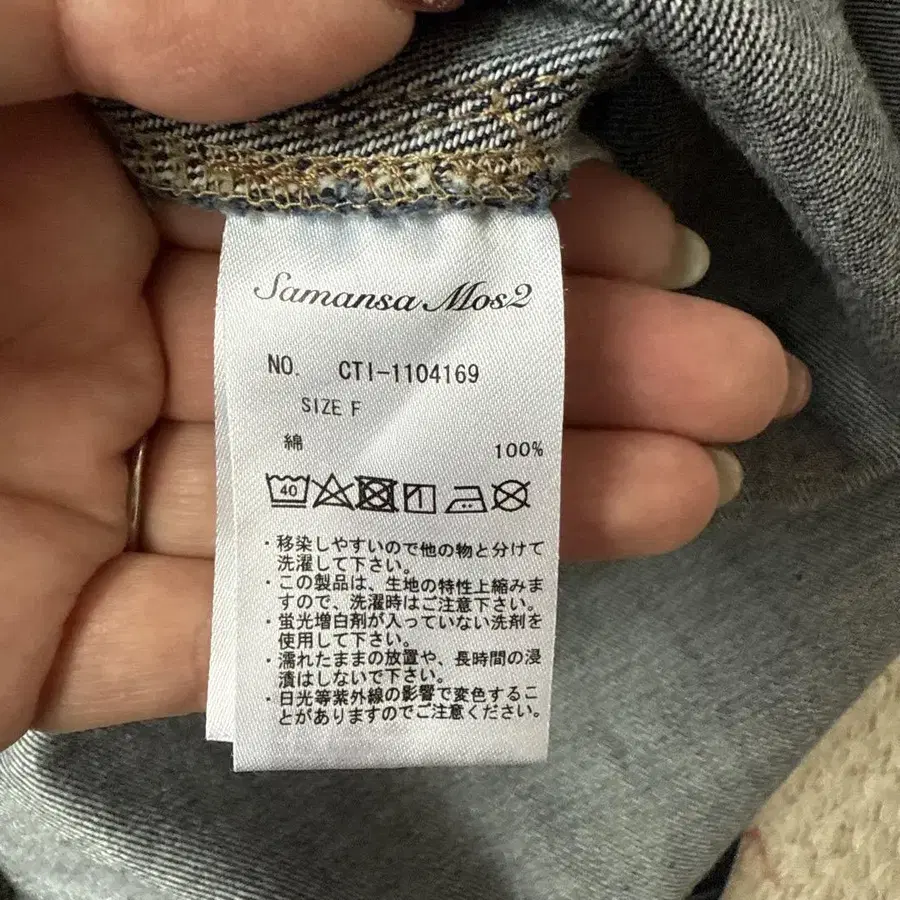 Samansa Mos2
NO. CTI-1104169
SIZE F
綿 100%
40
・移染しやすいので他の物と分けて
洗濯して下さい。
・この製品は、生地の特性上縮みま
すので、洗濯時はご注意下さい。
・蛍光増白剤が入っていない洗剤を
使用して下さい。
・濡れたままの放置や、長時間の浸
漬はしないで下さい。
・日光等紫外線の影響で変色するこ
とがありますのでご注意ください。